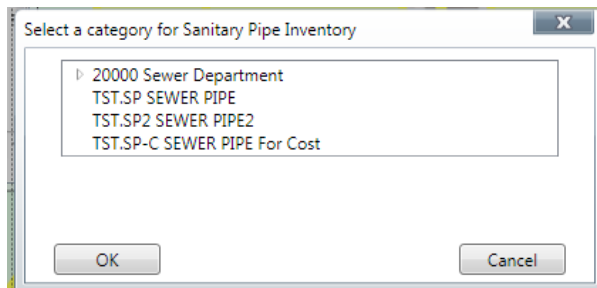 Select a category for Sanitary Pipe Inventory
20000 Sewer Department
TST.SP SEWER PIPE
TST.SP2 SEWER PIPE2
TST.SP-C SEWER PIPE For Cost
OK
Cancel